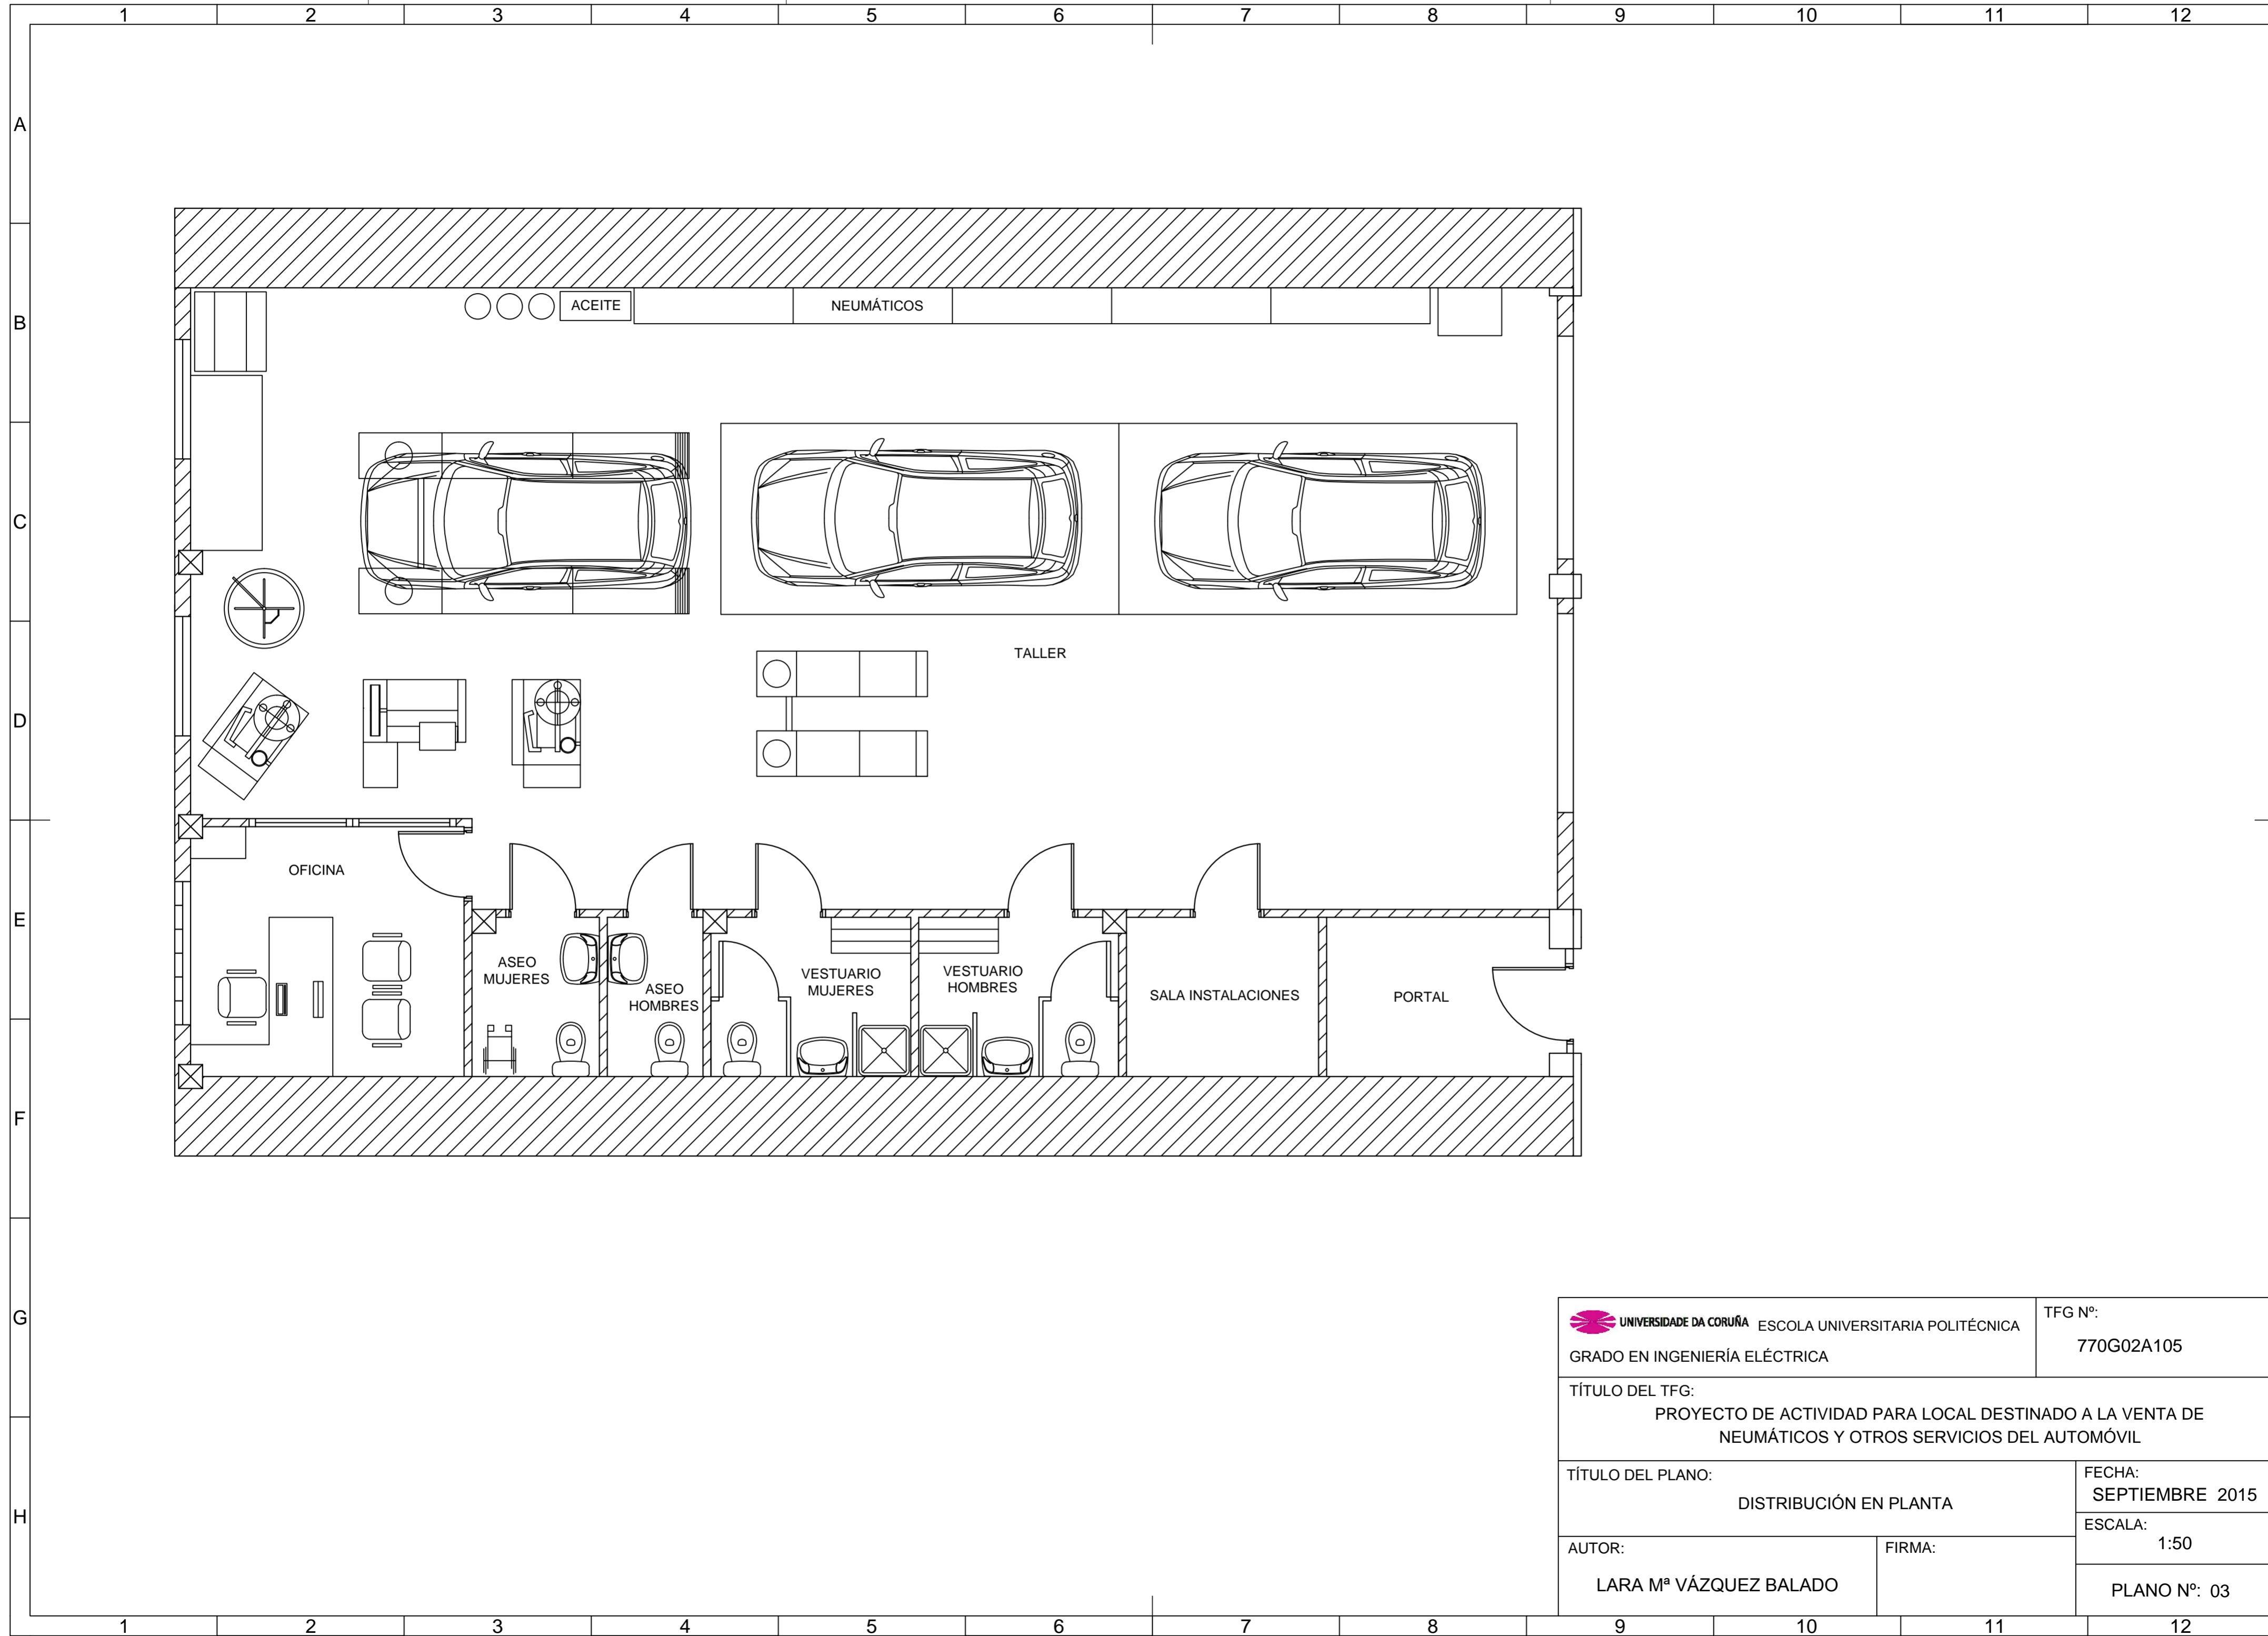 1 2 3 4 5 6 7 8 9 10 11 12
A
B
C
D
E
F
G
H
ACEITE
NEUMÁTICOS
TALLER
OFICINA
ASEO
MUJERES
ASEO
HOMBRES
VESTUARIO
MUJERES
VESTUARIO
HOMBRES
SALA INSTALACIONES
PORTAL
UNIVERSIDADE DA CORUÑA ESCOLA UNIVERSITARIA POLITÉCNICA
GRADO EN INGENIERÍA ELÉCTRICA
TFG Nº:
770G02A105
TÍTULO DEL TFG:
PROYECTO DE ACTIVIDAD PARA LOCAL DESTINADO A LA VENTA DE
NEUMÁTICOS Y OTROS SERVICIOS DEL AUTOMÓVIL
TÍTULO DEL PLANO:
DISTRIBUCIÓN EN PLANTA
FECHA:
SEPTIEMBRE 2015
ESCALA:
1:50
AUTOR:
LARA Mª VÁZQUEZ BALADO
FIRMA:
PLANO Nº: 03
1 2 3 4 5 6 7 8 9 10 11 12